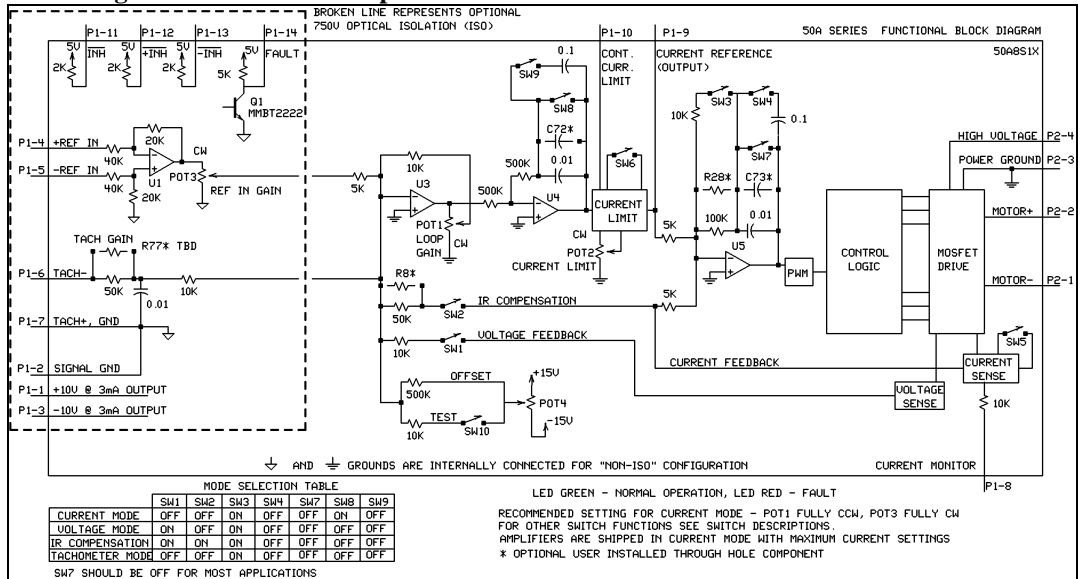 BROKEN LINE REPRESENTS OPTIONAL
750V OPTICAL ISOLATION (ISO)
50A SERIES FUNCTIONAL BLOCK DIAGRAM
50A8S1X
P1-11
P1-12
P1-13
P1-14
P1-10
P1-9
INH
+INH
-INH
FAULT
5V
5V
5V
5V
2K
2K
2K
5K
Q1
MMBT2222
CONT.
CURR.
LIMIT
CURRENT REFERENCE
(OUTPUT)
0.1
SW9
SW8
C72*
0.01
500K
SW6
10K
SW3
SW4
0.1
SW7
R28*
C73*
100K
0.01
HIGH VOLTAGE P2-4
POWER GROUND P2-3
MOTOR+ P2-2
MOTOR- P2-1
P1-4 +REF IN
40K
20K
CW
U1
POT3
P1-5 -REF IN
40K
20K
REF IN GAIN
5K
10K
U3
500K
U4
POT1
LOOP
GAIN
CW
CURRENT
LIMIT
CW
POT2
CURRENT LIMIT
5K
U5
5K
PWM
CONTROL
LOGIC
MOSFET
DRIVE
TACH GAIN
R77* TBD
P1-6 TACH-
50K
10K
0.01
P1-7 TACH+, GND
P1-2 SIGNAL GND
P1-1 +10V @ 3mA OUTPUT
P1-3 -10V @ 3mA OUTPUT
R8*
50K
SW2
IR COMPENSATION
10K
SW1
VOLTAGE FEEDBACK
CURRENT FEEDBACK
SW5
CURRENT
SENSE
VOLTAGE
SENSE
10K
OFFSET
500K
+15V
POT4
-15V
TEST
10K
SW10
AND GROUNDS ARE INTERNALLY CONNECTED FOR "NON-ISO" CONFIGURATION
CURRENT MONITOR
P1-8
MODE SELECTION TABLE
SW1 SW2 SW3 SW4 SW7 SW8 SW9
CURRENT MODE OFF OFF OFF OFF OFF ON OFF
VOLTAGE MODE ON OFF ON OFF OFF OFF OFF
IR COMPENSATION ON ON ON OFF OFF OFF OFF
TACHOMETER MODE OFF OFF ON OFF OFF OFF OFF
SW7 SHOULD BE OFF FOR MOST APPLICATIONS
LED GREEN - NORMAL OPERATION, LED RED - FAULT
RECOMMENDED SETTING FOR CURRENT MODE - POT1 FULLY CCW, POT3 FULLY CW
FOR OTHER SWITCH FUNCTIONS SEE SWITCH DESCRIPTIONS.
AMPLIFIERS ARE SHIPPED IN CURRENT MODE WITH MAXIMUM CURRENT SETTINGS
* OPTIONAL USER INSTALLED THROUGH HOLE COMPONENT